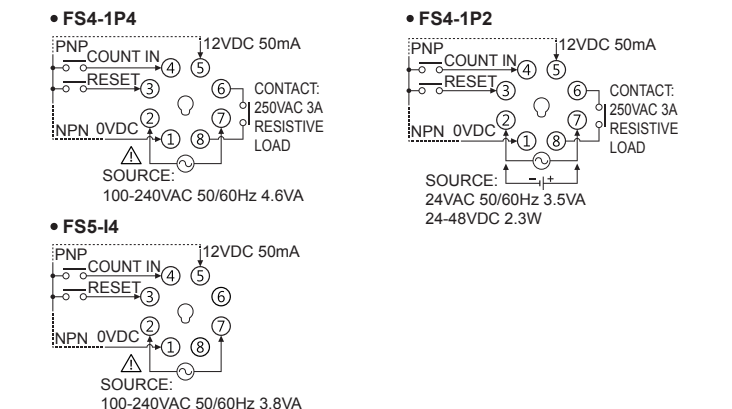 • FS4-1P4
PNP
12VDC 50mA
COUNT IN
④ ⑤
RESET
③
⑥
CONTACT:
250VAC 3A
RESISTIVE
LOAD
②
⑦
NPN 0VDC
① ⑧
SOURCE:
100-240VAC 50/60Hz 4.6VA
• FS4-1P2
PNP
12VDC 50mA
COUNT IN
④ ⑤
RESET
③
⑥
CONTACT:
250VAC 3A
RESISTIVE
LOAD
②
⑦
NPN 0VDC
① ⑧
SOURCE:
− +
24VAC 50/60Hz 3.5VA
24-48VDC 2.3W
• FS5-I4
PNP
12VDC 50mA
COUNT IN
④ ⑤
RESET
③
⑥
②
⑦
NPN 0VDC
① ⑧
SOURCE:
100-240VAC 50/60Hz 3.8VA